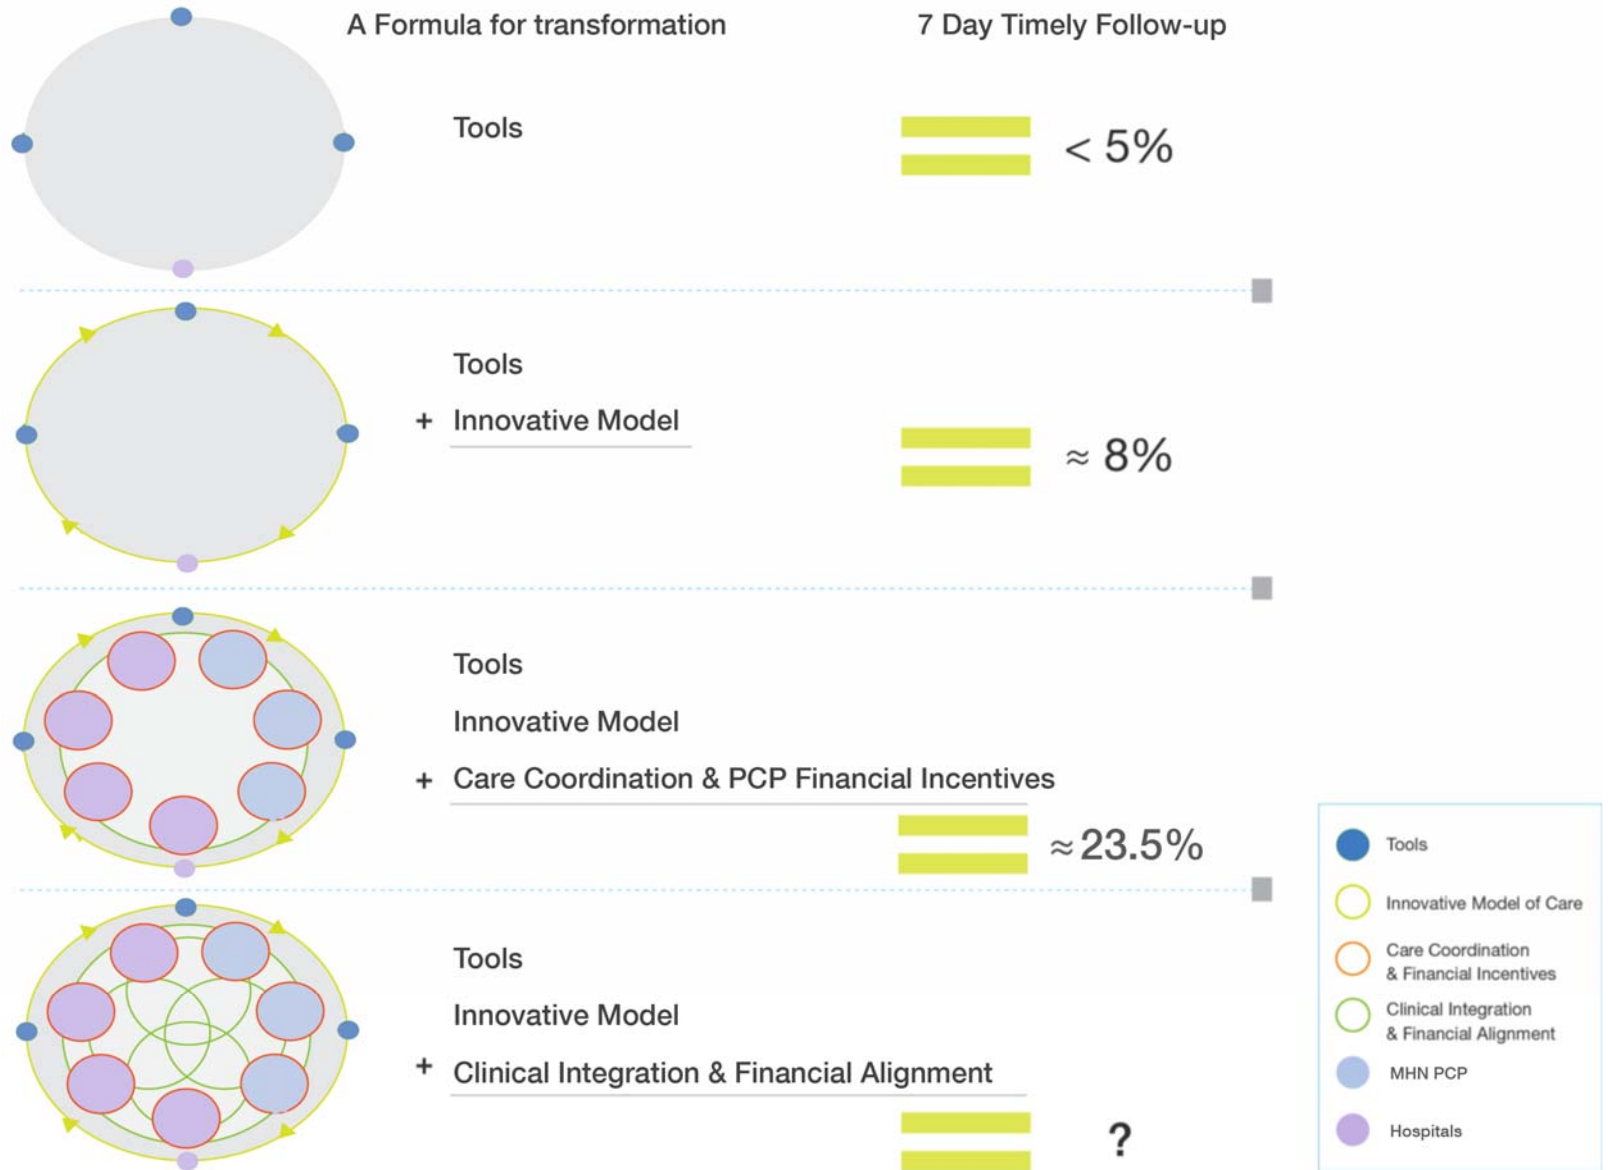 A Formula for transformation
7 Day Timely Follow-up
Tools
< 5%
Tools
+ Innovative Model
≈ 8%
Tools
Innovative Model
+ Care Coordination & PCP Financial Incentives
≈ 23.5%
Tools
Innovative Model
+ Clinical Integration & Financial Alignment
?
Tools
Innovative Model of Care
Care Coordination
& Financial Incentives
Clinical Integration
& Financial Alignment
MHN PCP
Hospitals